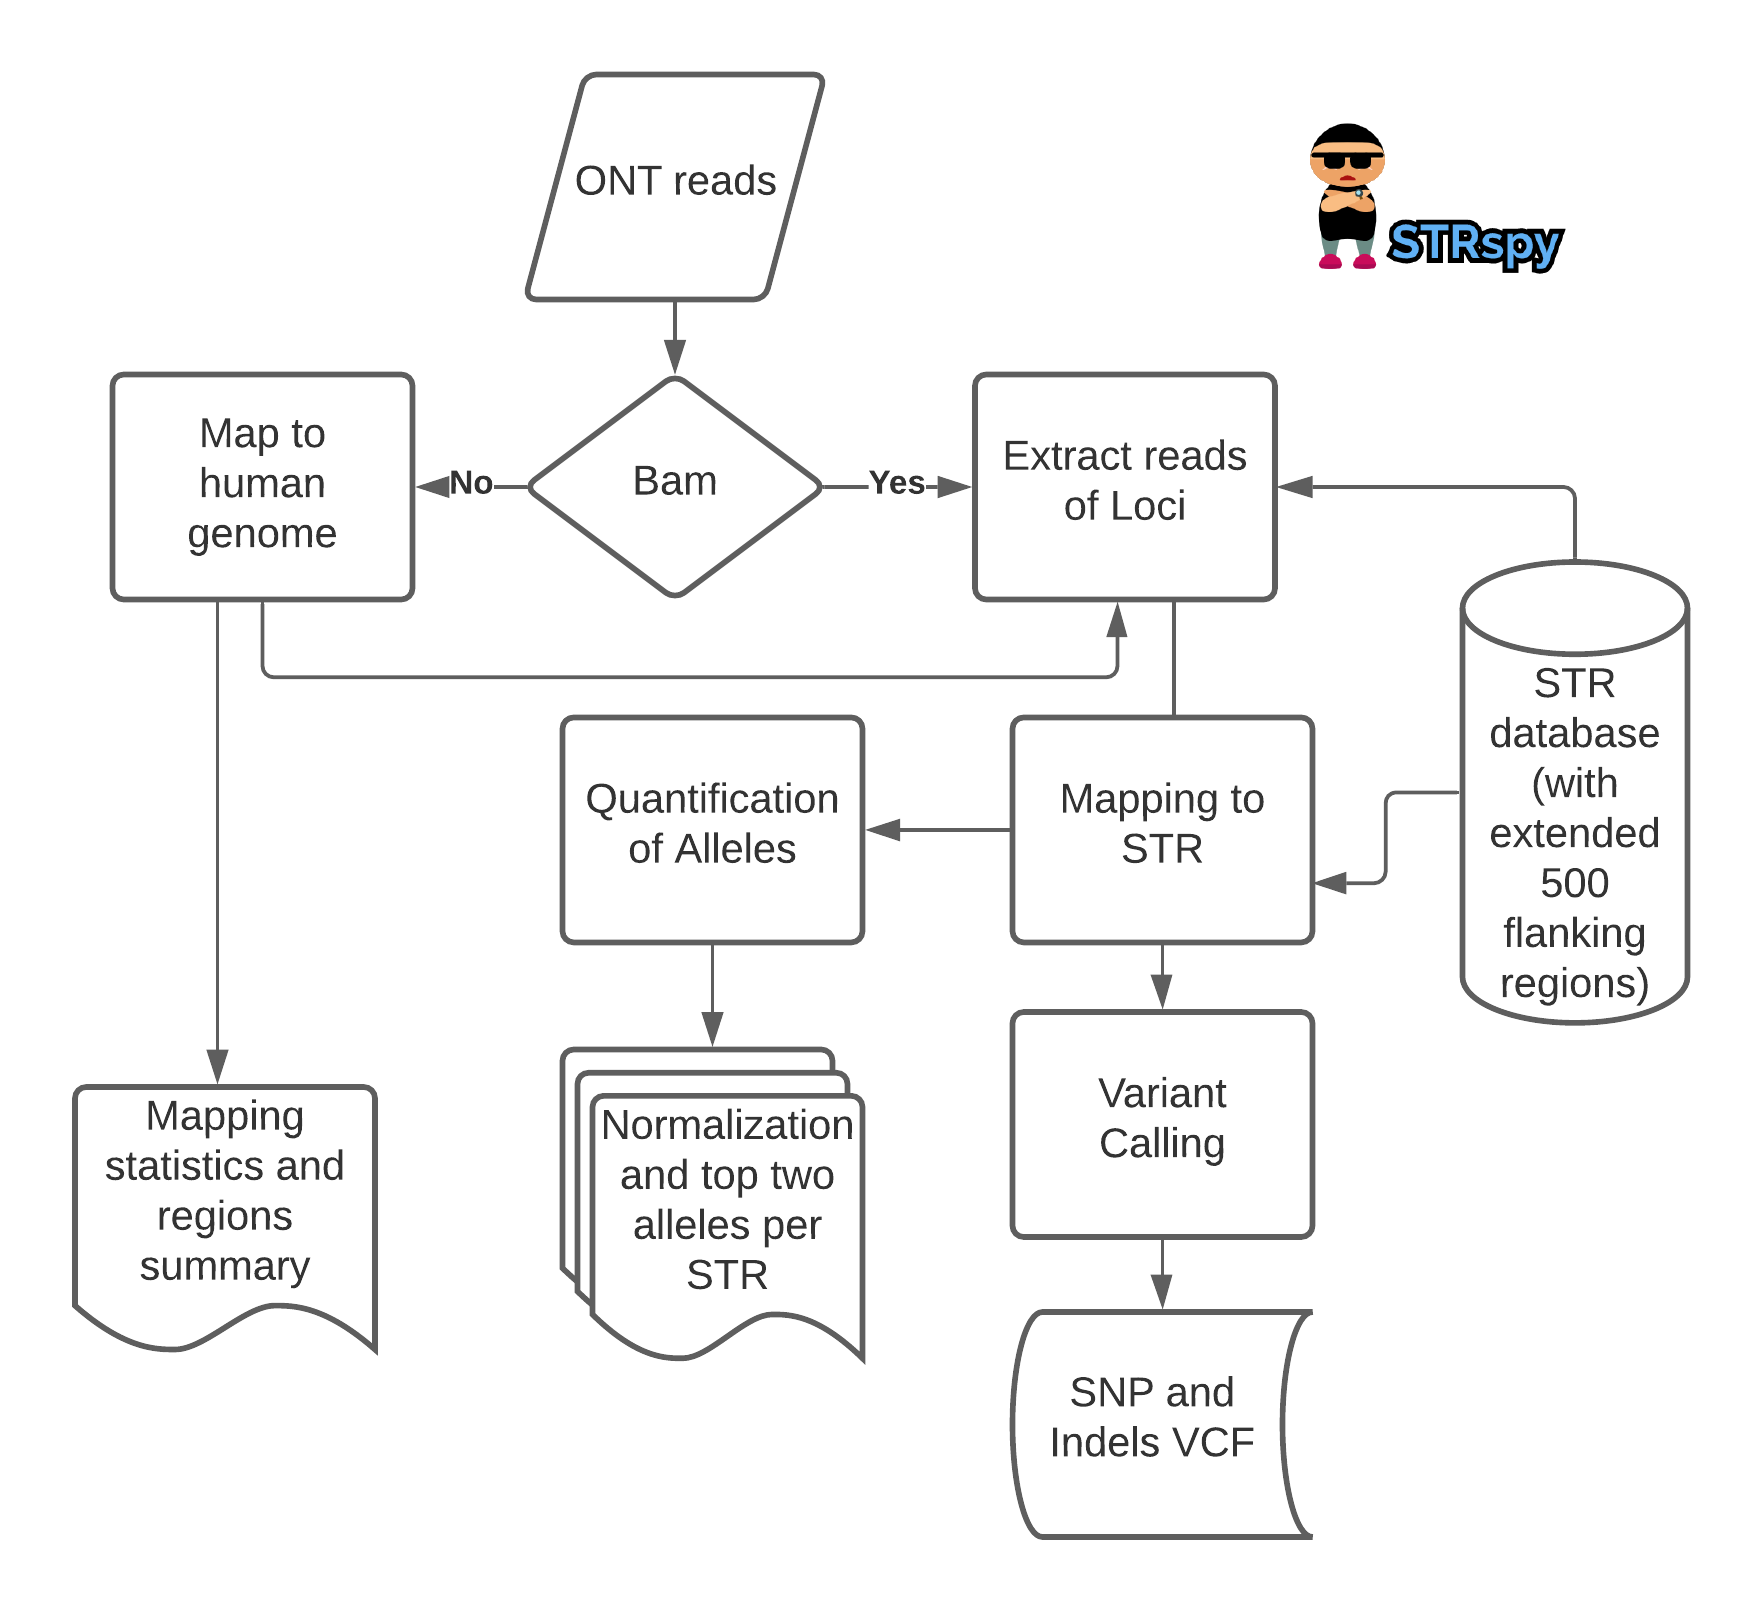 ONT reads
STRspy
Map to
human
genome
No
Bam
Yes
Extract reads
of Loci
STR
database
(with
extended
500
flanking
regions)
Quantification
of Alleles
Mapping to
STR
Mapping
statistics and
regions
summary
Normalization
and top two
alleles per
STR
Variant
Calling
SNP and
Indels VCF